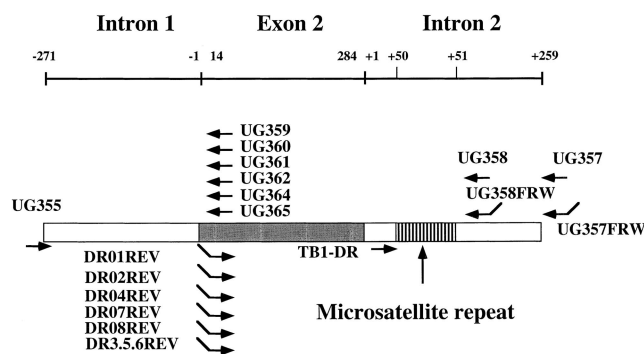 Intron 1 Exon 2 Intron 2
-271 -1 14 284 +1 +50 +51 +259
UG359
UG360
UG361
UG362
UG364
UG365
UG358 UG357
UG358FRW
UG355
UG357FRW
TB1-DR
DR01REV
DR02REV
DR04REV
DR07REV
DR08REV
DR3.5.6REV
Microsatellite repeat